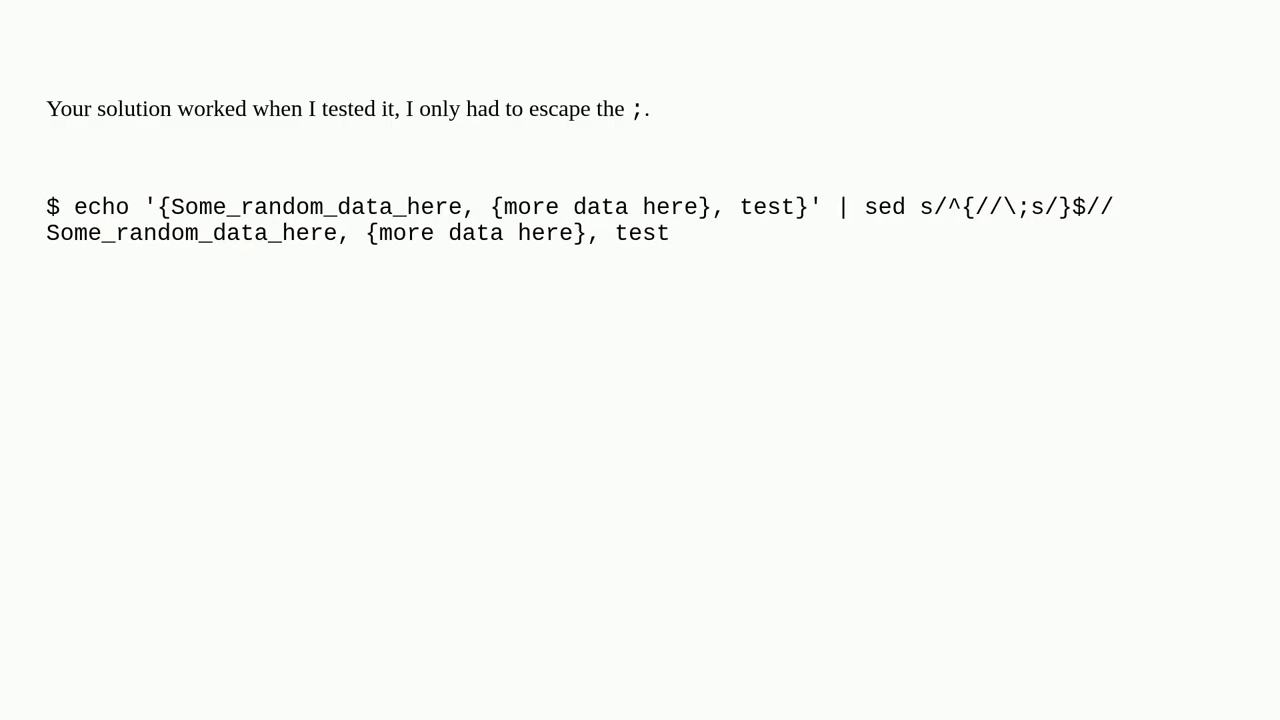 Your solution worked when I tested it, I only had to escape the ;.
$ echo '{Some_random_data_here, {more data here}, test}' | sed s/^{//\;s/}$//
Some_random_data_here, {more data here}, test